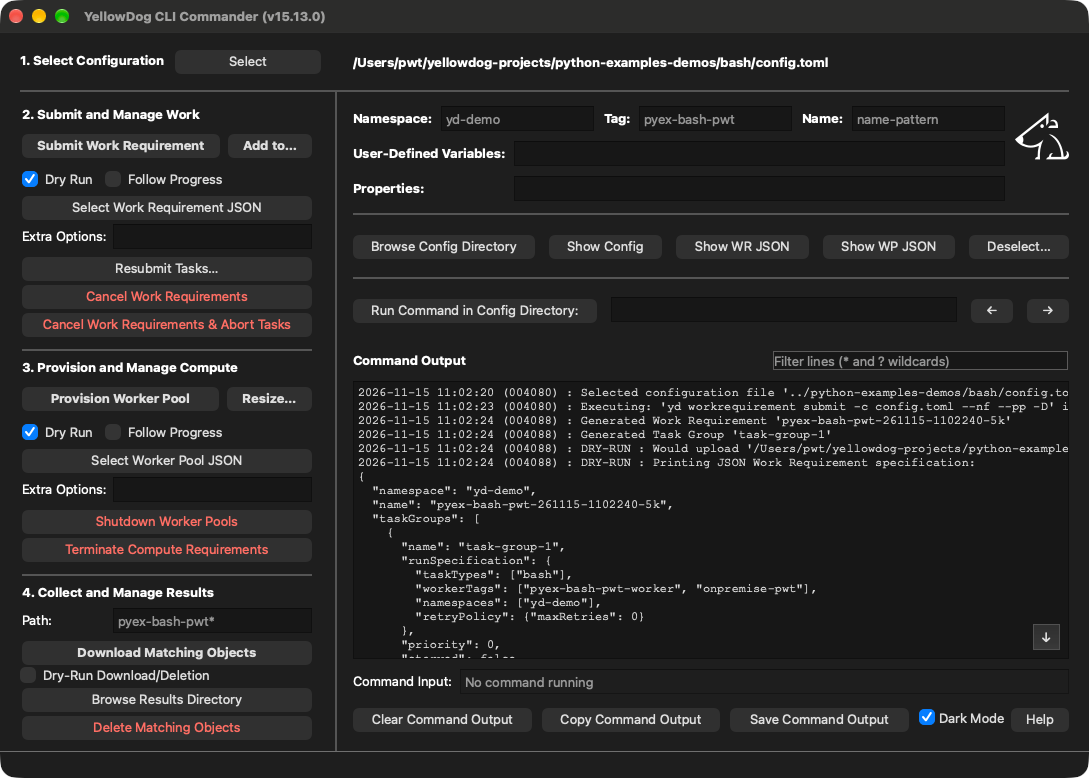 YellowDog CLI Commander (v15.13.0)
1. Select Configuration
Select
/Users/pwt/yellowdog-projects/python-examples-demos/bash/config.toml
2. Submit and Manage Work
Submit Work Requirement
Add to...
Dry Run
Follow Progress
Select Work Requirement JSON
Extra Options:
Resubmit Tasks...
Cancel Work Requirements
Cancel Work Requirements & Abort Tasks
3. Provision and Manage Compute
Provision Worker Pool
Resize...
Dry Run
Follow Progress
Select Worker Pool JSON
Extra Options:
Shutdown Worker Pools
Terminate Compute Requirements
4. Collect and Manage Results
Path:
pyex-bash-pwt*
Download Matching Objects
Dry-Run Download/Deletion
Browse Results Directory
Delete Matching Objects
Namespace:
yd-demo
Tag:
pyex-bash-pwt
Name:
name-pattern
User-Defined Variables:
Properties:
Browse Config Directory
Show Config
Show WR JSON
Show WP JSON
Deselect...
Run Command in Config Directory:
←
→
Command Output
Filter lines (* and ? wildcards)
2026-11-15 11:02:20 (004080) : Selected configuration file '../python-examples-demos/bash/config.to
2026-11-15 11:02:23 (004080) : Executing: 'yd workrequirement submit -c config.toml --nf --pp -D' i
2026-11-15 11:02:24 (004088) : Generated Work Requirement 'pyex-bash-pwt-261115-1102240-5k'
2026-11-15 11:02:24 (004088) : Generated Task Group 'task-group-1'
2026-11-15 11:02:24 (004088) : DRY-RUN : Would upload '/Users/pwt/yellowdog-projects/python-example
2026-11-15 11:02:24 (004088) : DRY-RUN : Printing JSON Work Requirement specification:
{
"namespace": "yd-demo",
"name": "pyex-bash-pwt-261115-1102240-5k",
"taskGroups": [
{
"name": "task-group-1",
"runSpecification": {
"taskTypes": ["bash"],
"workerTags": ["pyex-bash-pwt-worker", "onpremise-pwt"],
"namespaces": ["yd-demo"],
"retryPolicy": {"maxRetries": 0}
},
"priority": 0,
↓
Command Input:
No command running
Clear Command Output
Copy Command Output
Save Command Output
Dark Mode
Help